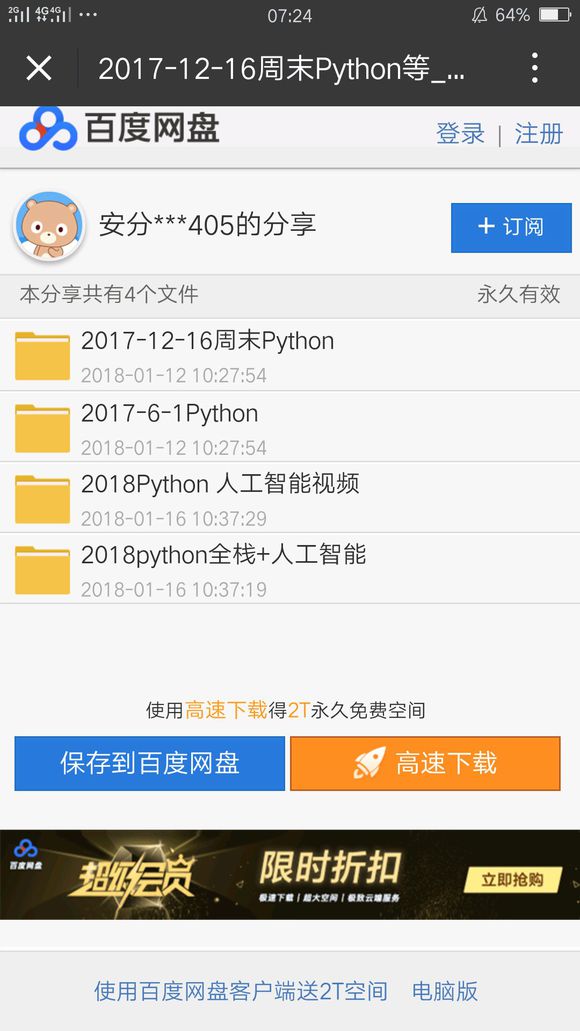 2G 4G 4G ... 07:24 64%
2017-12-16周末Python等_...
百度网盘 登录 | 注册
安分***405的分享 + 订阅
本分享共有4个文件 永久有效
2017-12-16周末Python
2018-01-12 10:27:54
2017-6-1Python
2018-01-12 10:27:54
2018Python 人工智能视频
2018-01-16 10:37:29
2018python全栈+人工智能
2018-01-16 10:37:19
使用高速下载得2T永久免费空间
保存到百度网盘 高速下载
百度网盘 超级会员 限时折扣 立即抢购
极速下载 | 超大空间 | 极致云端服务
使用百度网盘客户端送2T空间 电脑版